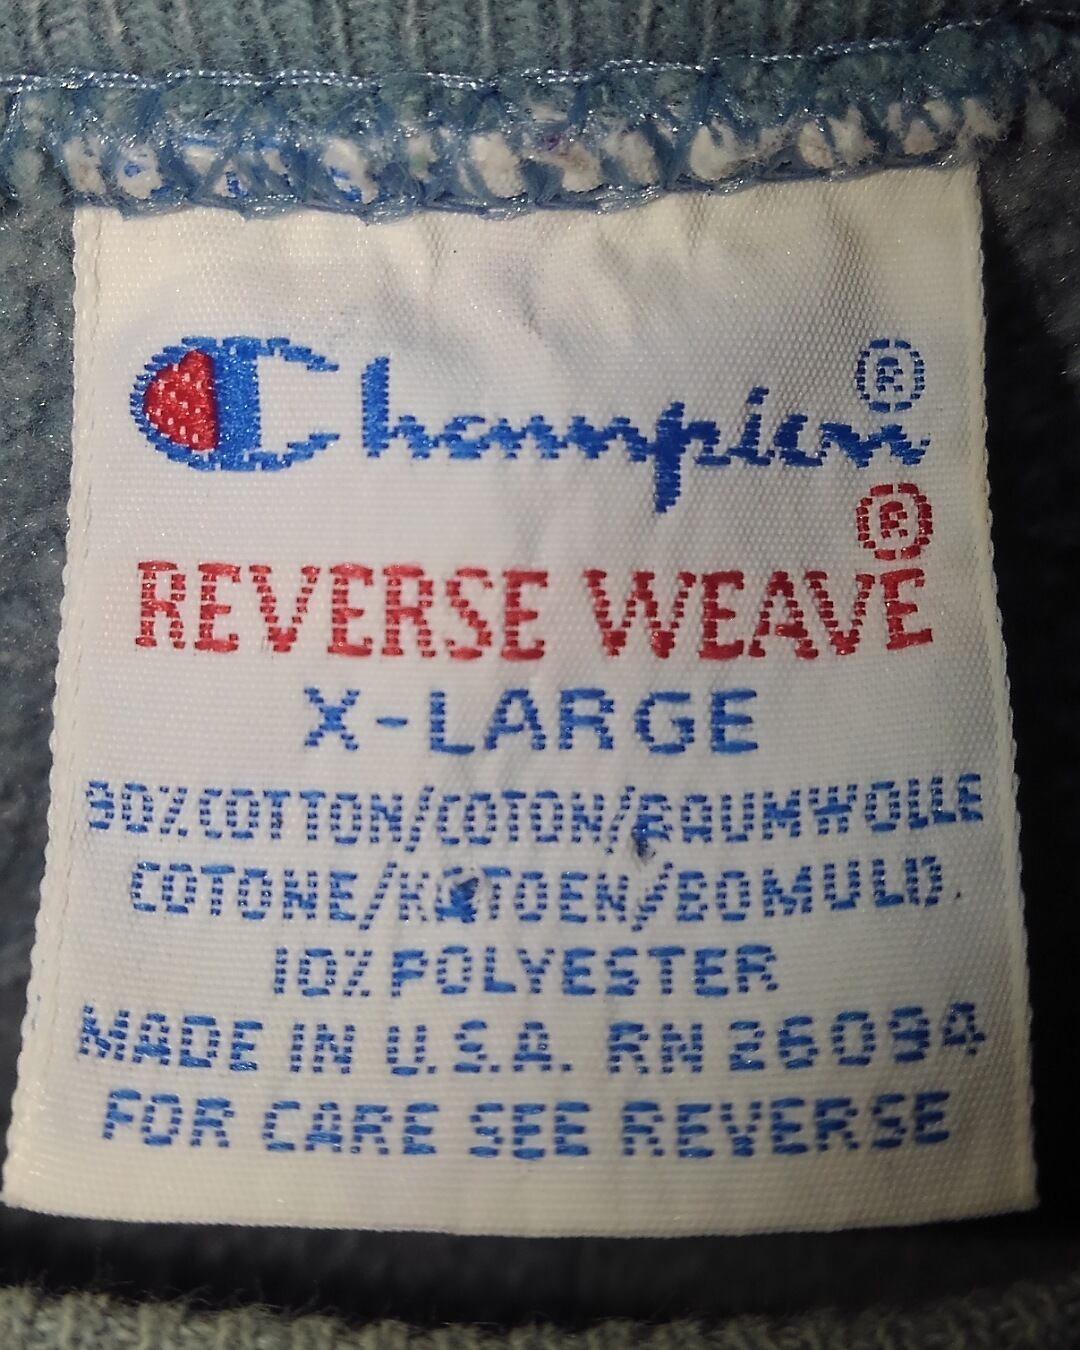 Champion®
®
REVERSE WEAVE
X-LARGE
90% COTTON/COTON/BAUMWOLLE
COTONE/KATOEN/BOMULD
10% POLYESTER
MADE IN U.S.A. RN 26094
FOR CARE SEE REVERSE